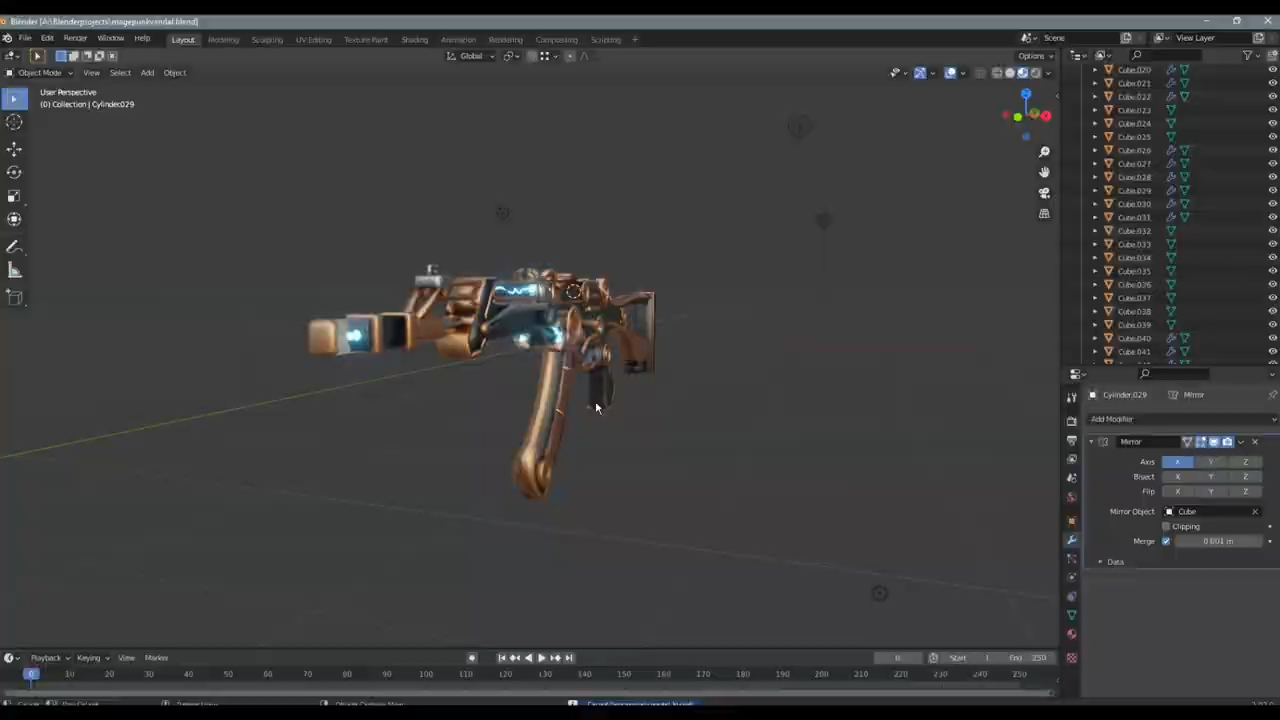 Blender [A:\Blenderprojects\magepunkvandal.blend]
File Edit Render Window Help Layout Modeling Sculpting UV Editing Texture Paint Shading Animation Rendering Compositing Scripting + Scene View Layer
Global Options
Object Mode View Select Add Object
User Perspective
(0) Collection | Cylinder.029
Z
Cube.020
Cube.021
Cube.022
Cube.023
Cube.024
Cube.025
Cube.026
Cube.027
Cube.028
Cube.029
Cube.030
Cube.031
Cube.032
Cube.033
Cube.034
Cube.035
Cube.036
Cube.037
Cube.038
Cube.039
Cube.040
Cube.041
Cylinder.029 Mirror
Add Modifier
Mirror
Axis X Y Z
Bisect X Y Z
Flip X Y Z
Mirror Object Cube
Clipping
Merge 0.001 m
Data
Playback Keying View Marker 0 Start 1 End 250
0 10 20 30 40 50 60 70 80 90 100 110 120 130 140 150 160 170 180 190 200 210 220 230 240 250